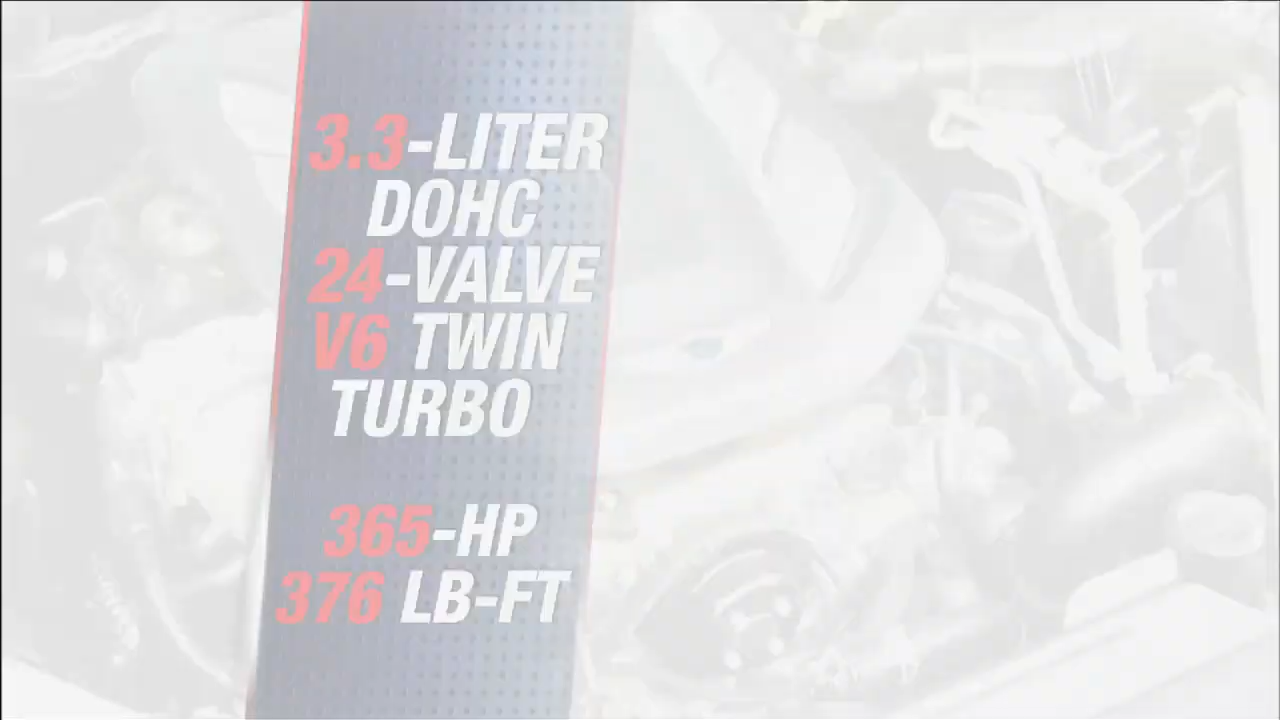 3.3-LITER
DOHC
24-VALVE
V6 TWIN
TURBO
365-HP
376 LB-FT